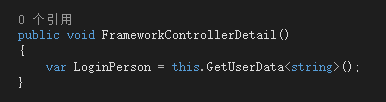 0 个引用
public void FrameworkControllerDetail()
{
    var LoginPerson = this.GetUserData<string>();
}